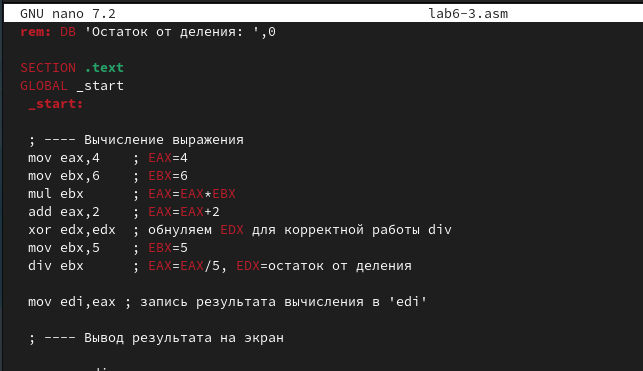 GNU nano 7.2 lab6-3.asm
rem: DB 'Остаток от деления: ',0
SECTION .text
GLOBAL _start
_start:
; ---- Вычисление выражения
mov eax,4 ; EAX=4
mov ebx,6 ; EBX=6
mul ebx ; EAX=EAX*EBX
add eax,2 ; EAX=EAX+2
xor edx,edx ; обнуляем EDX для корректной работы div
mov ebx,5 ; EBX=5
div ebx ; EAX=EAX/5, EDX=остаток от деления
mov edi,eax ; запись результата вычисления в 'edi'
; ---- Вывод результата на экран